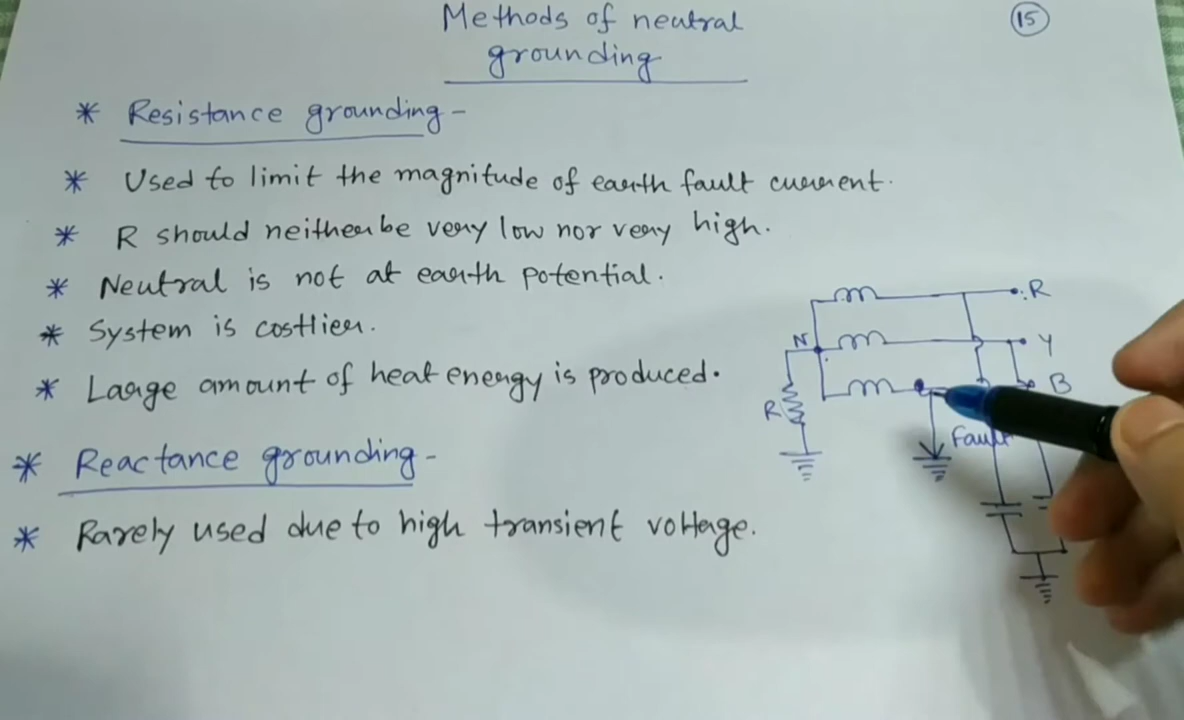 Methods of neutral
grounding
15
* Resistance grounding -
* Used to limit the magnitude of earth fault current.
* R should neither be very low nor very high.
* Neutral is not at earth potential.
* System is costlier.
* Large amount of heat energy is produced.
* Reactance grounding -
* Rarely used due to high transient voltage.
R
N
Y
B
R
Fault